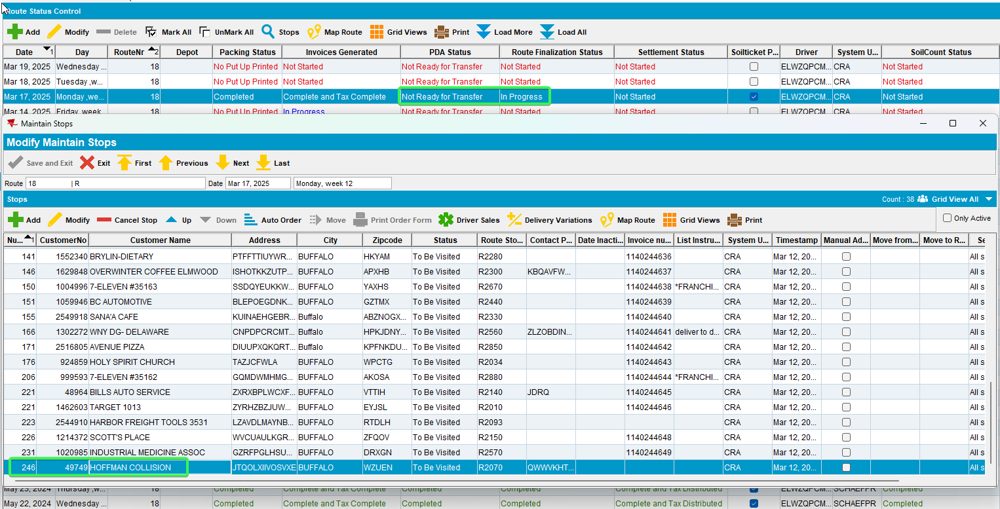 Route Status Control
Add Modify Delete Mark All UnMark All Stops Map Route Grid Views Print Load More Load All
Date 1 Day RouteNr 2 Depot Packing Status Invoices Generated PDA Status Route Finalization Status Settlement Status Soilticket P... Driver System U... SoilCount Status
Mar 19, 2025 Wednesday ... 18 No Put Up Printed Not Started Not Ready for Transfer Not Started Not Started ELWZQPCM... CRA Not Started
Mar 18, 2025 Tuesday ,w... 18 No Put Up Printed Not Started Not Ready for Transfer Not Started Not Started ELWZQPCM... CRA Not Started
Mar 17, 2025 Monday ,we... 18 Completed Complete and Tax Complete Not Ready for Transfer In Progress Not Started ELWZQPCM... CRA Not Started
Mar 14, 2025 Friday ,week... 18 No Put Up Printed In Progress Not Ready for Transfer Not Started Not Started ELWZQPCM... CRA Not Started
Maintain Stops
Modify Maintain Stops
Save and Exit Exit First Previous Next Last
Route 18 | R Date Mar 17, 2025 Monday, week 12
Stops Count : 38 Grid View All
Add Modify Cancel Stop Up Down Auto Order Move Print Order Form Driver Sales Delivery Variations Map Route Grid Views Print Only Active
Nu... 1 CustomerNo Customer Name Address City Zipcode Status Route Sto... Contact P... Date Inacti... Invoice nu... List Instru... System U... Timestamp Manual Ad... Move from... Move to R... Se
141 1552340 BRYLIN-DIETARY PTFFTTIUYWR... BUFFALO HKYAM To Be Visited R2280 1140244636 CRA Mar 12, 20... All s
146 1629848 OVERWINTER COFFEE ELMWOOD ISHOTKKZUTP... BUFFALO APXHB To Be Visited R2300 KBQAVFW... 1140244637 CRA Mar 12, 20... All s
150 1004996 7-ELEVEN #35163 SSDQYEUKKW... BUFFALO YAXHS To Be Visited R2670 1140244638 *FRANCHI... CRA Mar 12, 20... All s
151 1059946 BC AUTOMOTIVE BLEPOEGDNK... BUFFALO GZTMX To Be Visited R2440 1140244639 CRA Mar 12, 20... All s
155 2549918 SANA'A CAFE KUINAEHGEBR... Buffalo ABZNOGX... To Be Visited R2330 1140244640 CRA Mar 12, 20... All s
166 1302272 WNY DG- DELAWARE CNPDPCRCMT... BUFFALO HPKJDNY... To Be Visited R2560 ZLZOBDIN... 1140244641 deliver to d... CRA Mar 12, 20... All s
171 2516805 AVENUE PIZZA DIUUPXQKQRT... Buffalo KPFNKDU... To Be Visited R2850 1140244642 CRA Mar 12, 20... All s
176 924859 HOLY SPIRIT CHURCH TAZJCFWLA BUFFALO WPCTG To Be Visited R2034 1140244643 CRA Mar 12, 20... All s
206 999593 7-ELEVEN #35162 GQMDWMHMG... BUFFALO AKOSA To Be Visited R2880 1140244644 *FRANCHI... CRA Mar 12, 20... All s
221 48964 BILLS AUTO SERVICE ZXRXBPLWCXF... BUFFALO VTTIH To Be Visited R2140 JDRQ 1140244645 CRA Mar 12, 20... All s
221 1462603 TARGET 1013 ZYRHZBZJUW... BUFFALO EYJSL To Be Visited R2010 1140244646 CRA Mar 12, 20... All s
223 2544910 HARBOR FREIGHT TOOLS 3531 LZAVDLMAYNB... BUFFALO RTDLH To Be Visited R2093 CRA Mar 12, 20... All s
226 1214372 SCOTT'S PLACE WVCUAULKGR... BUFFALO ZFQOV To Be Visited R2150 1140244648 CRA Mar 12, 20... All s
231 1020985 INDUSTRIAL MEDICINE ASSOC GZRFPGLHSU... BUFFALO DRXGN To Be Visited R2570 1140244649 CRA Mar 12, 20... All s
246 49749 HOFFMAN COLLISION JTQOLXIIVOSVXE BUFFALO WZUEN To Be Visited R2070 QWWVKHT... CRA Mar 12, 20... All s
May 23, 2024 Thursday ,w... 18 Completed Complete and Tax Complete Completed Completed Complete and Tax Distributed ELWZQPCM... SCHAEFPR Completed
May 22, 2024 Wednesday ... 18 Completed Complete and Tax Complete Completed Completed Complete and Tax Distributed ELWZQPCM... SCHAEFPR Completed